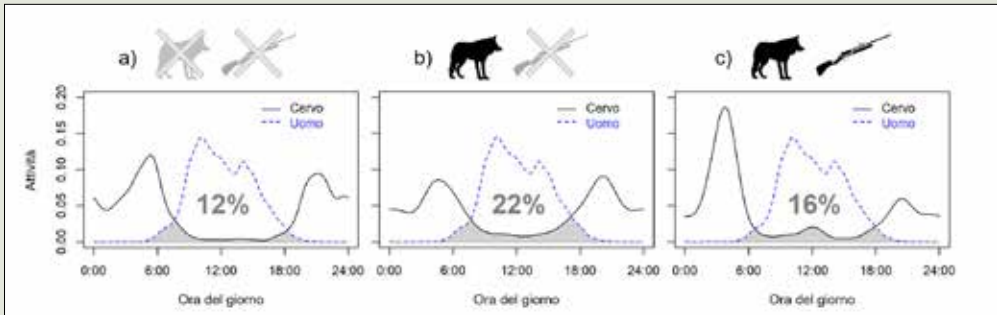 a)
b)
c)
Attività
0.20
0.15
0.10
0.05
0.00
Cervo
Uomo
12%
0:00 6:00 12:00 18:00 24:00
Ora del giorno
Cervo
Uomo
22%
0:00 6:00 12:00 18:00 24:00
Ora del giorno
Cervo
Uomo
16%
0:00 6:00 12:00 18:00 24:00
Ora del giorno